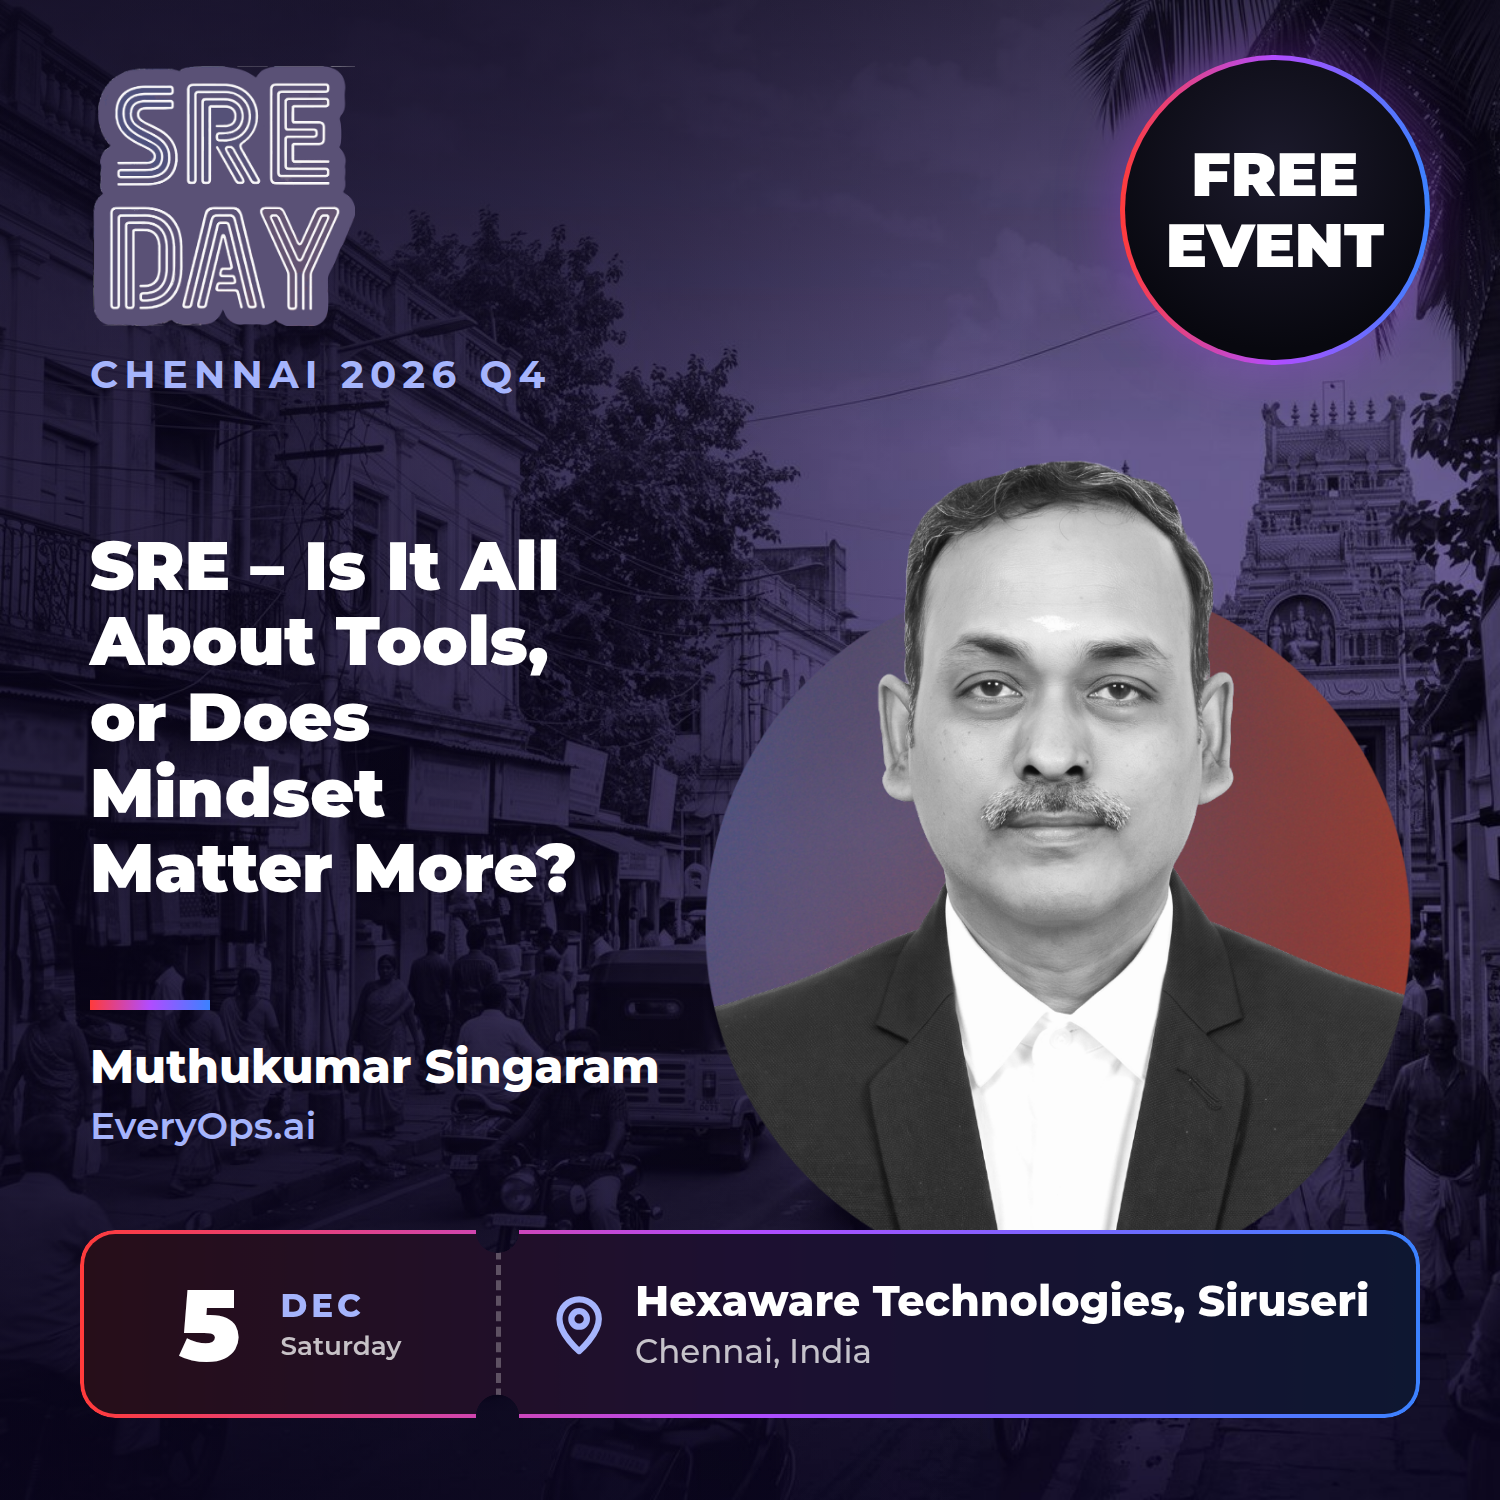 SRE
DAY
CHENNAI 2026 Q4
FREE
EVENT
SRE – Is It All
About Tools,
or Does
Mindset
Matter More?
Muthukumar Singaram
EveryOps.ai
5
DEC
Saturday
Hexaware Technologies, Siruseri
Chennai, India